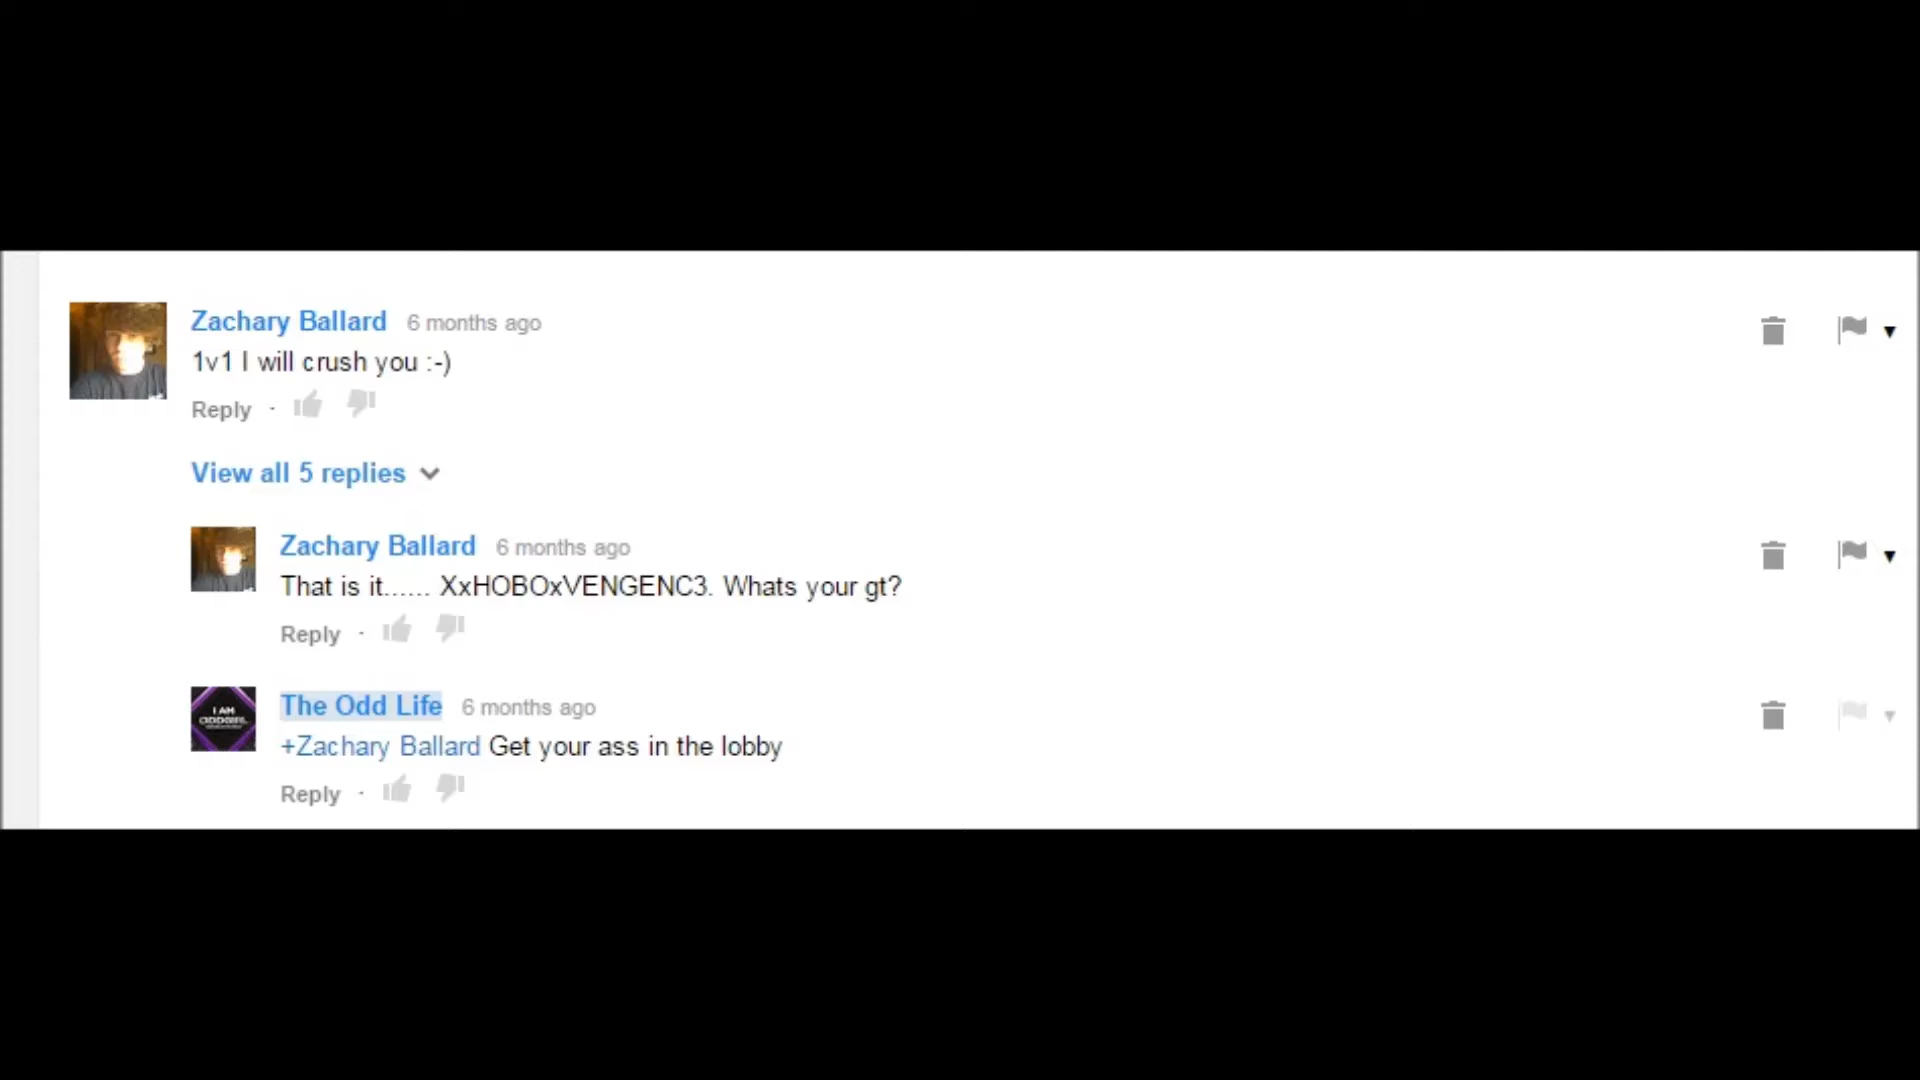 Zachary Ballard 6 months ago
1v1 I will crush you :-)
Reply ·
View all 5 replies
Zachary Ballard 6 months ago
That is it...... XxHOBOxVENGENC3. Whats your gt?
Reply ·
I AM
The Odd Life 6 months ago
+Zachary Ballard Get your ass in the lobby
Reply ·